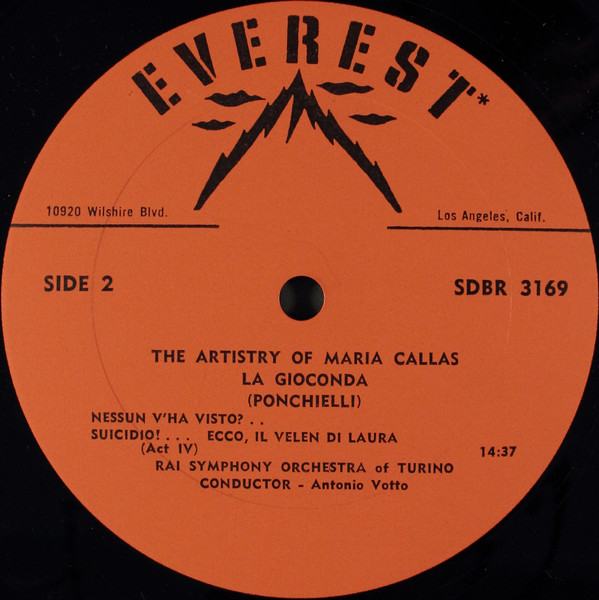 EVEREST*
10920 Wilshire Blvd.
Los Angeles, Calif.
SIDE 2
SDBR 3169
THE ARTISTRY OF MARIA CALLAS
LA GIOCONDA
(PONCHIELLI)
NESSUN V'HA VISTO? . .
SUICIDIO! . . . ECCO, IL VELEN DI LAURA
(Act IV) 14:37
RAI SYMPHONY ORCHESTRA of TURINO
CONDUCTOR - Antonio Votto